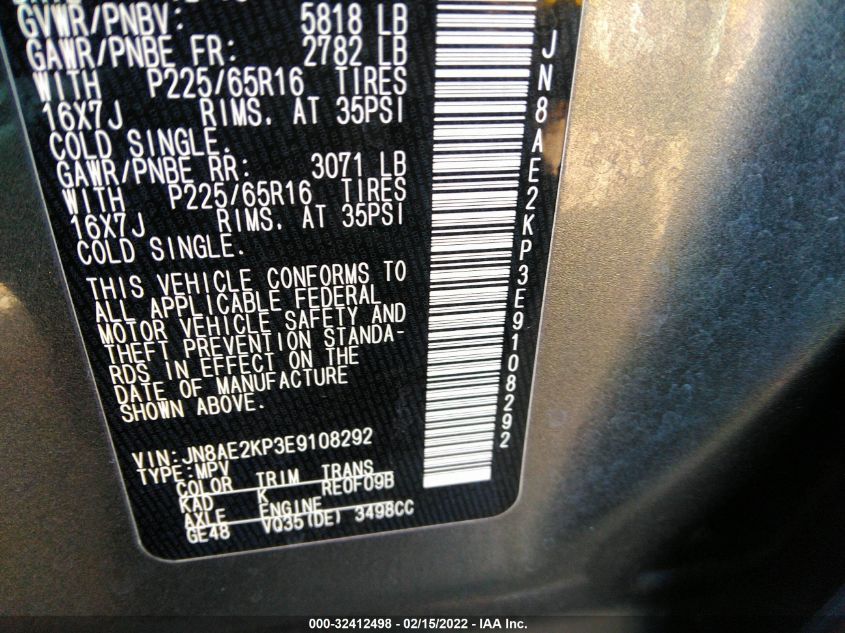 GVWR/PNBV: 5818 LB
GAWR/PNBE FR: 2782 LB
WITH P225/65R16 TIRES
16X7J RIMS. AT 35PSI
COLD SINGLE.
GAWR/PNBE RR: 3071 LB
WITH P225/65R16 TIRES
16X7J RIMS. AT 35PSI
COLD SINGLE.
THIS VEHICLE CONFORMS TO
ALL APPLICABLE FEDERAL
MOTOR VEHICLE SAFETY AND
THEFT PREVENTION STANDA-
RDS IN EFFECT ON THE
DATE OF MANUFACTURE
SHOWN ABOVE.
VIN:JN8AE2KP3E9108292
TYPE:MPV
COLOR TRIM TRANS
KAD K RE0F09B
AXLE ENGINE
GE48 VQ35(DE) 3498CC
JN8AE2KP3E9108292
000-32412498 - 02/15/2022 - IAA Inc.